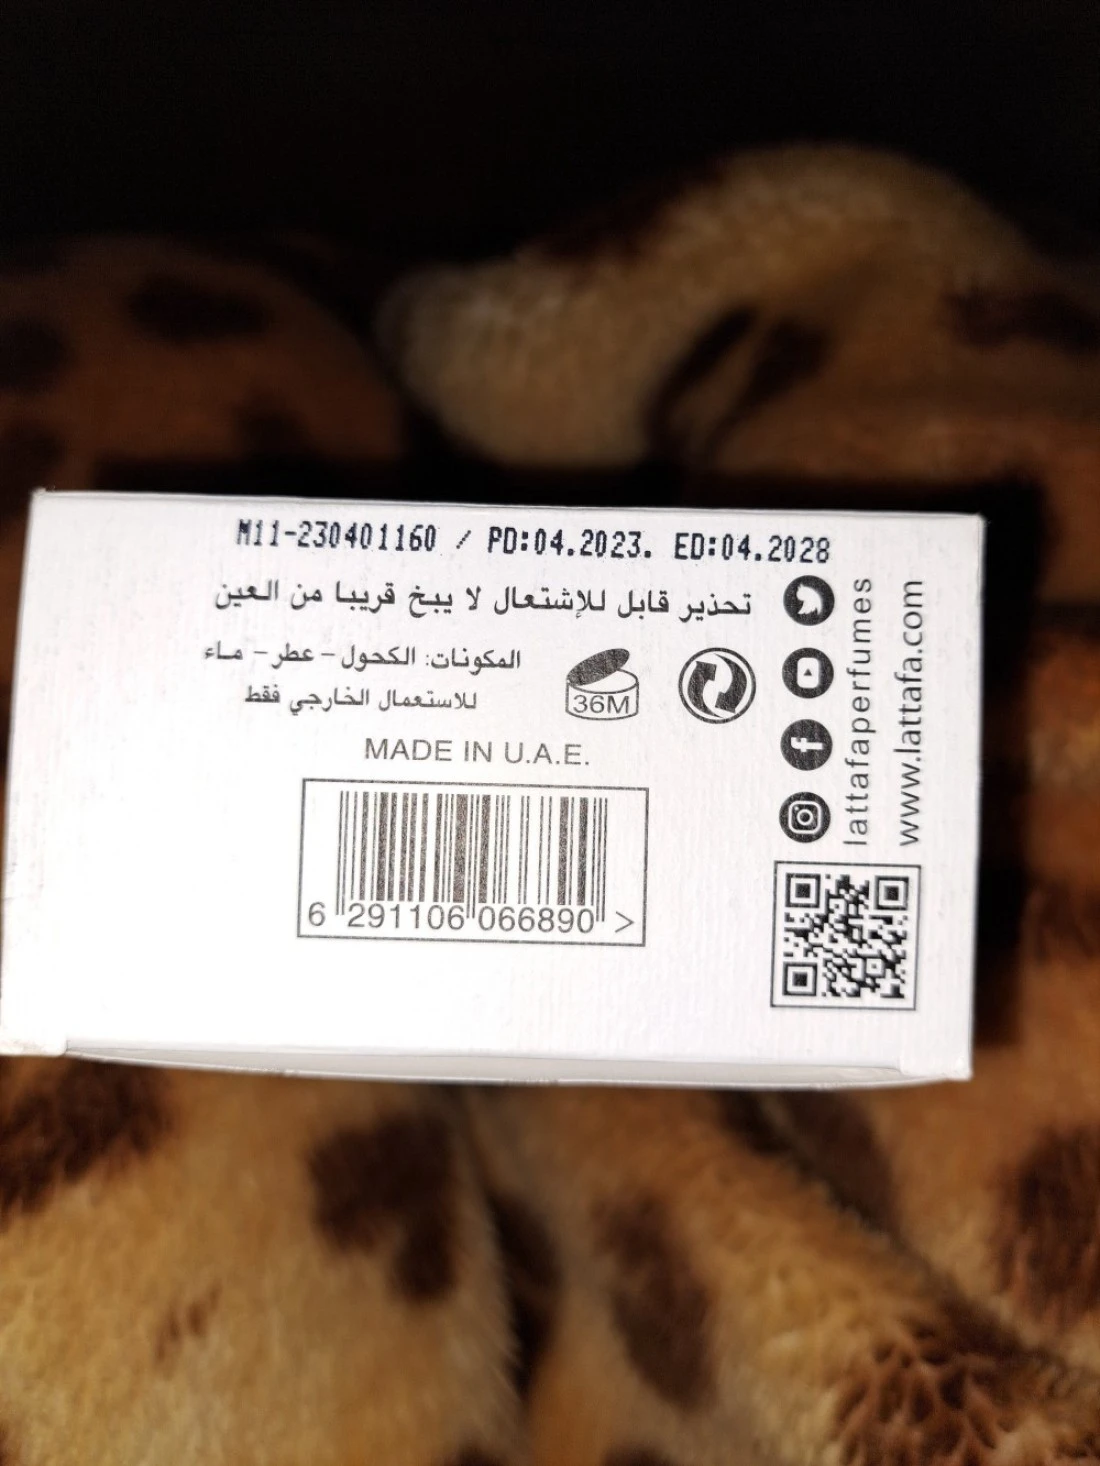 M11-230401160 / PD:04.2023. ED:04.2028
تحذير قابل للإشتعال لا يبخ قريبا من العين
المكونات: الكحول - عطر - ماء
للاستعمال الخارجي فقط
36M
MADE IN U.A.E.
6 291106 066890 >
lattafaperfumes
www.lattafa.com